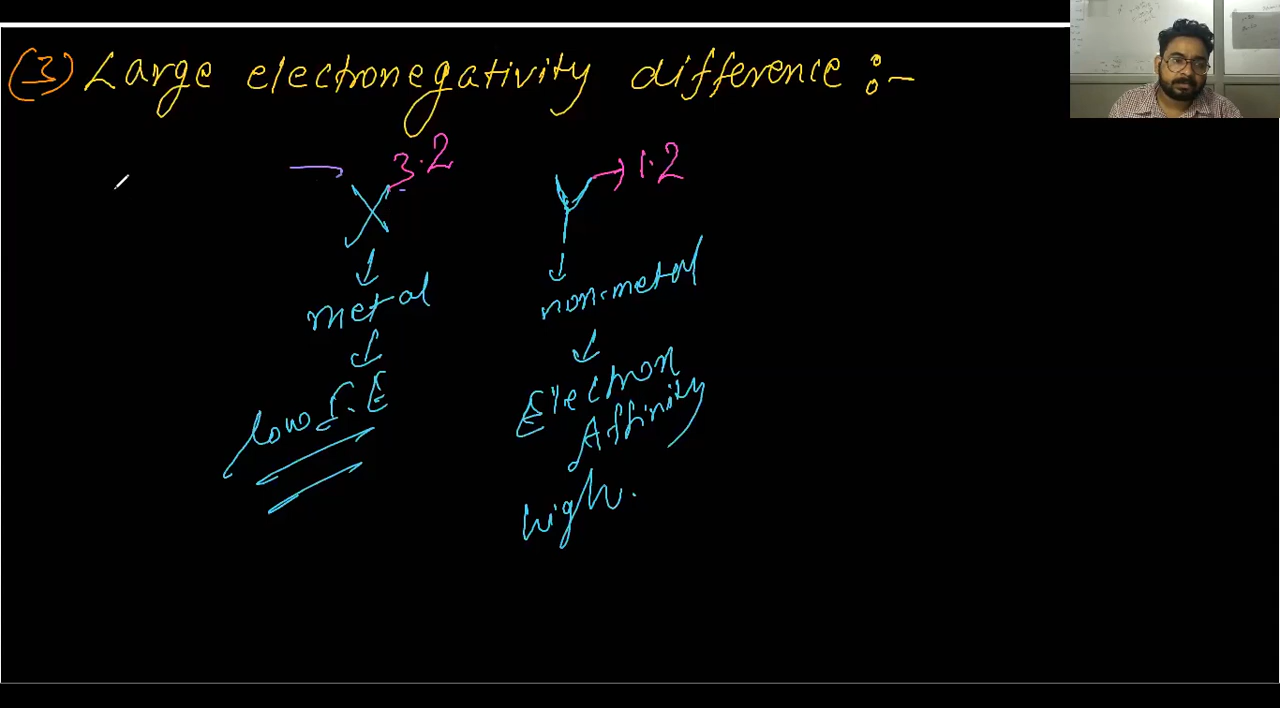 (3) Large electronegativity difference :-
X 3.2 Y → 1.2
metal non-metal
low I.E Electron
Affinity
high.